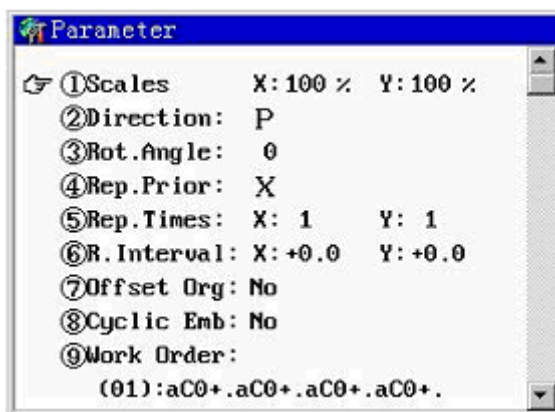 Parameter
①Scales X:100 % Y:100 %
②Direction: P
③Rot.Angle: 0
④Rep.Prior: X
⑤Rep.Times: X: 1 Y: 1
⑥R.Interval: X:+0.0 Y:+0.0
⑦Offset Org: No
⑧Cyclic Emb: No
⑨Work Order:
(01):aC0+.aC0+.aC0+.aC0+.